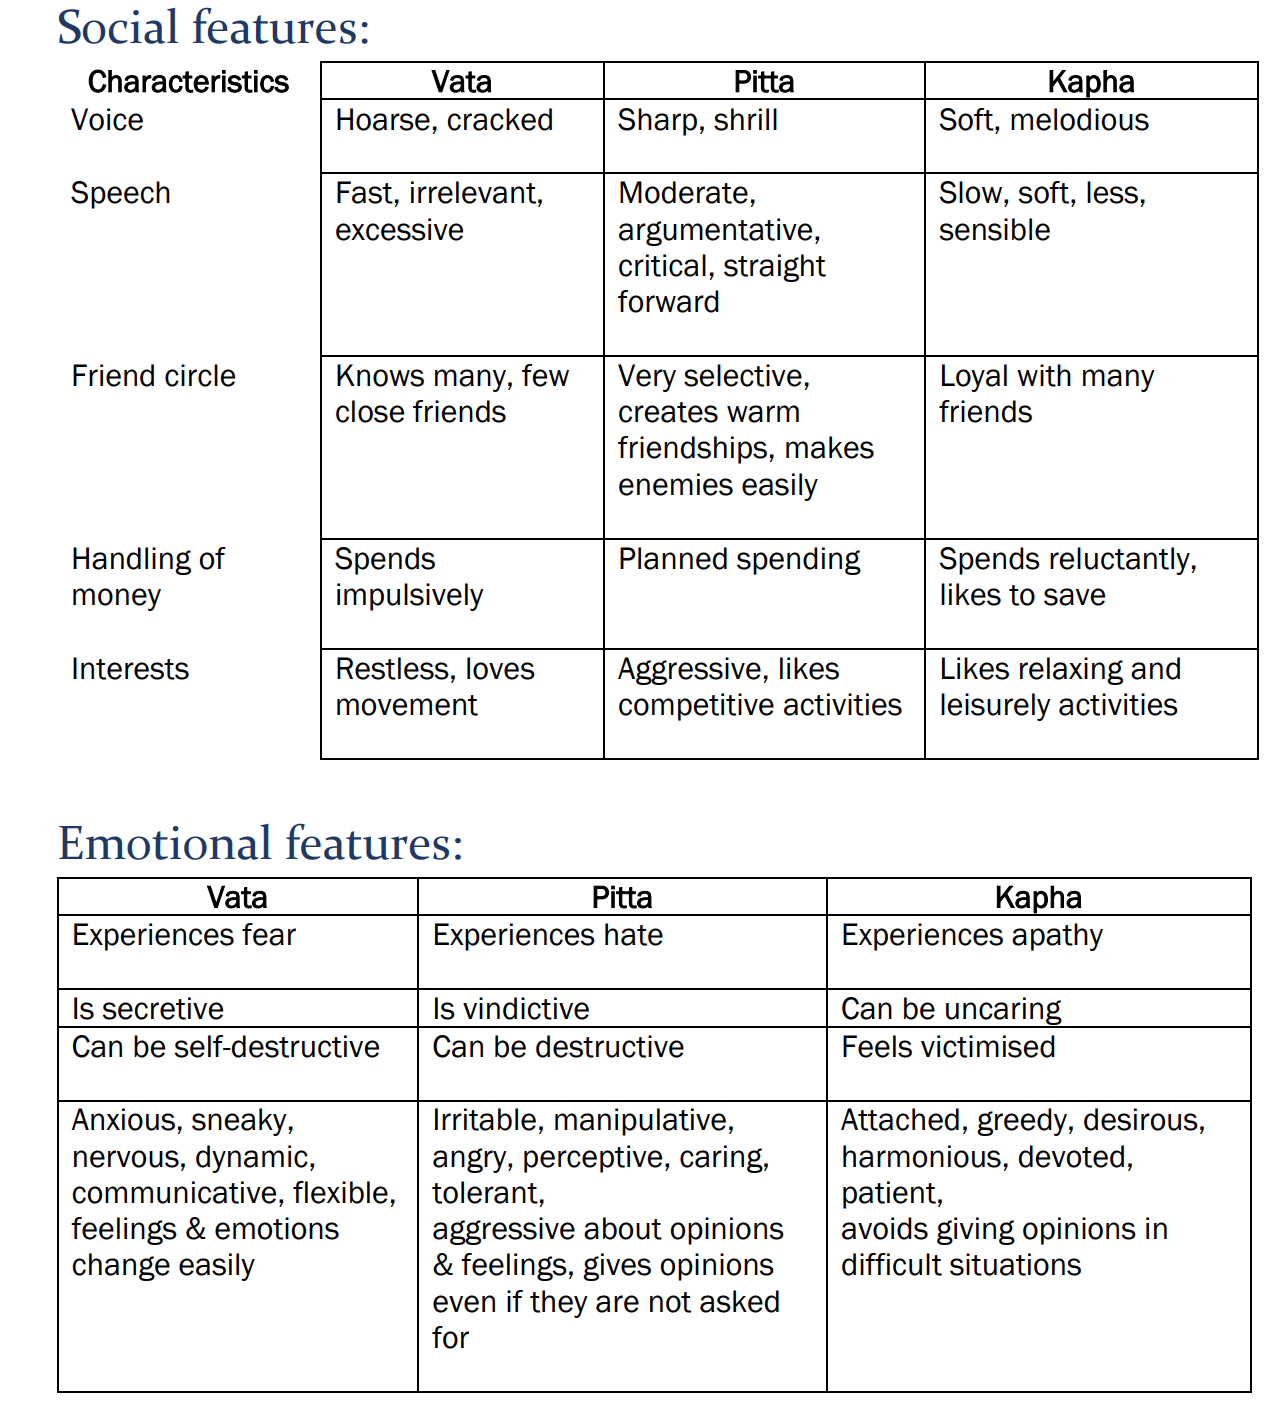 Social features:
Characteristics Vata Pitta Kapha
Voice Hoarse, cracked Sharp, shrill Soft, melodious
Speech Fast, irrelevant, Moderate, Slow, soft, less,
excessive argumentative, sensible
critical, straight
forward
Friend circle Knows many, few Very selective, Loyal with many
close friends creates warm friends
friendships, makes
enemies easily
Handling of Spends Planned spending Spends reluctantly,
money impulsively likes to save
Interests Restless, loves Aggressive, likes Likes relaxing and
movement competitive activities leisurely activities
Emotional features:
Vata Pitta Kapha
Experiences fear Experiences hate Experiences apathy
Is secretive Is vindictive Can be uncaring
Can be self-destructive Can be destructive Feels victimised
Anxious, sneaky, Irritable, manipulative, Attached, greedy, desirous,
nervous, dynamic, angry, perceptive, caring, harmonious, devoted,
communicative, flexible, tolerant, patient,
feelings & emotions aggressive about opinions avoids giving opinions in
change easily & feelings, gives opinions difficult situations
even if they are not asked
for